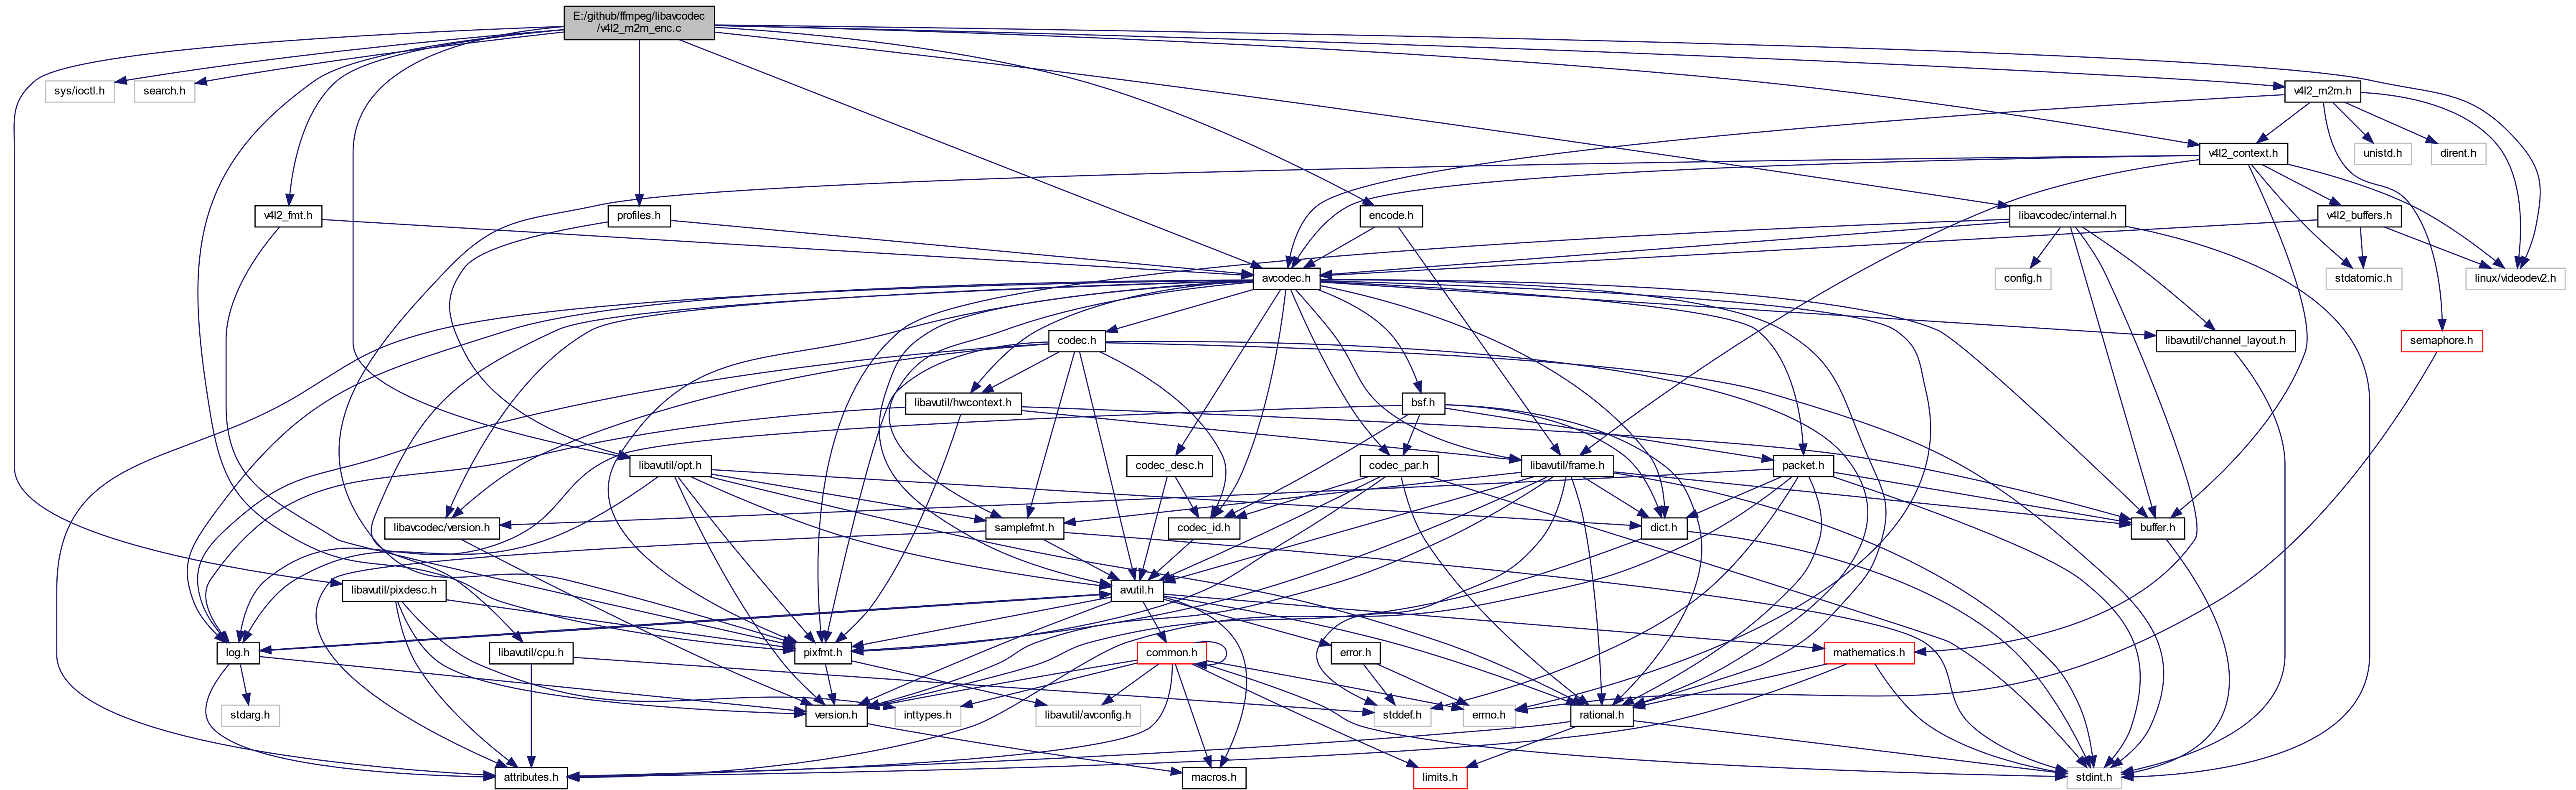 E:/github/ffmpeg/libavcodec
/v4l2_m2m_enc.c
sys/ioctl.h
search.h
v4l2_m2m.h
v4l2_context.h
unistd.h
dirent.h
v4l2_fmt.h
profiles.h
encode.h
libavcodec/internal.h
v4l2_buffers.h
avcodec.h
config.h
stdatomic.h
linux/videodev2.h
codec.h
libavutil/channel_layout.h
semaphore.h
libavutil/hwcontext.h
bsf.h
libavutil/opt.h
codec_desc.h
codec_par.h
libavutil/frame.h
packet.h
libavcodec/version.h
samplefmt.h
codec_id.h
dict.h
buffer.h
libavutil/pixdesc.h
avutil.h
log.h
libavutil/cpu.h
pixfmt.h
common.h
error.h
mathematics.h
stdarg.h
version.h
inttypes.h
libavutil/avconfig.h
stddef.h
errno.h
rational.h
attributes.h
macros.h
limits.h
stdint.h